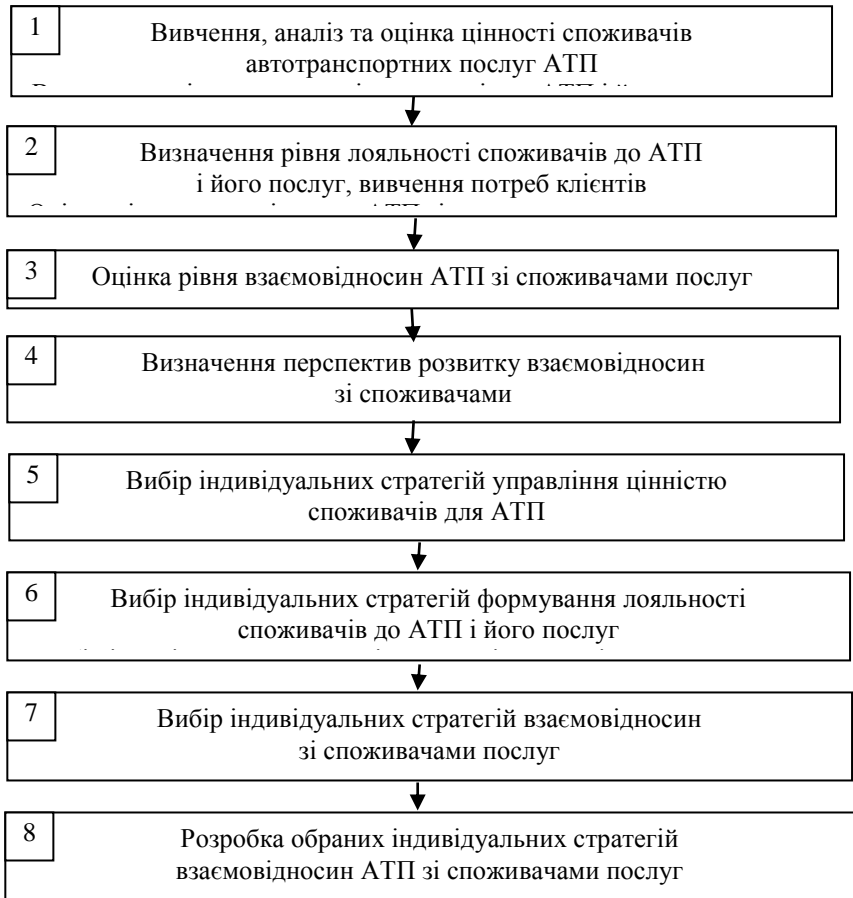 1
Вивчення, аналіз та оцінка цінності споживачів
автотранспортних послуг АТП
2
Визначення рівня лояльності споживачів до АТП
і його послуг, вивчення потреб клієнтів
3
Оцінка рівня взаємовідносин АТП зі споживачами послуг
4
Визначення перспектив розвитку взаємовідносин
зі споживачами
5
Вибір індивідуальних стратегій управління цінністю
споживачів для АТП
6
Вибір індивідуальних стратегій формування лояльності
споживачів до АТП і його послуг
7
Вибір індивідуальних стратегій взаємовідносин
зі споживачами послуг
8
Розробка обраних індивідуальних стратегій
взаємовідносин АТП зі споживачами послуг